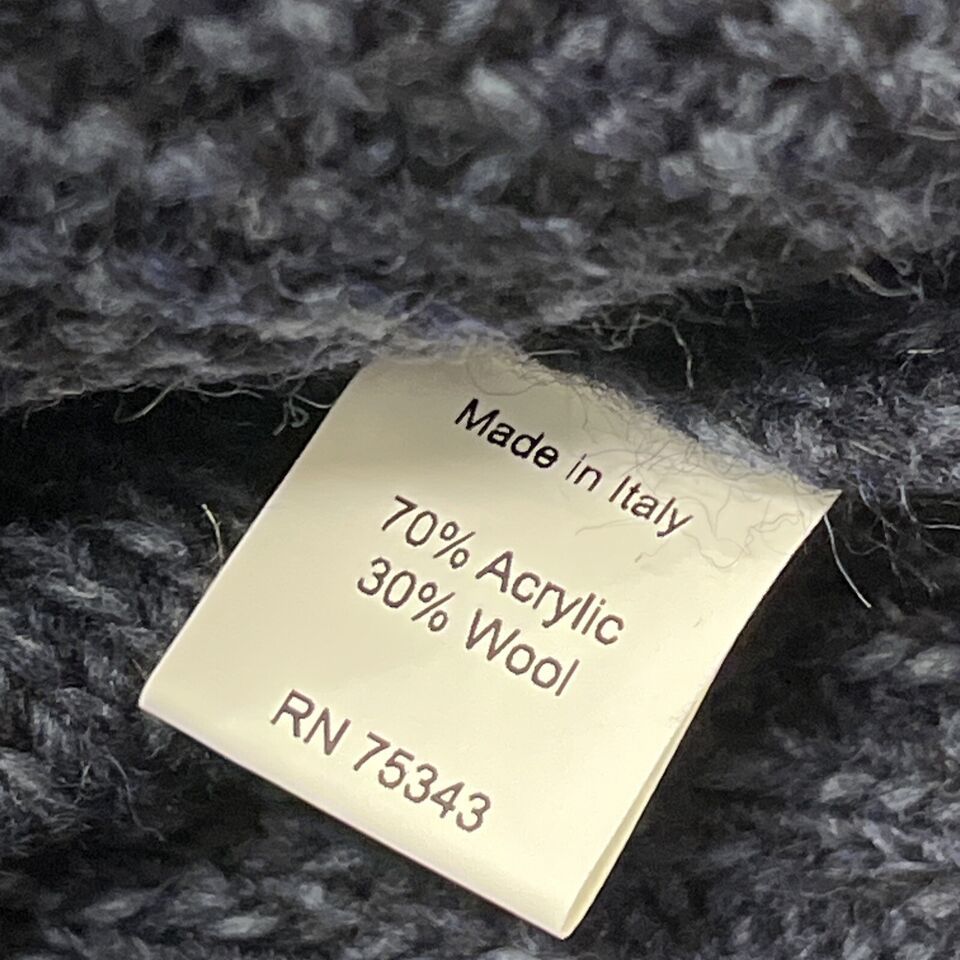 Made in Italy
70% Acrylic
30% Wool
RN 75343